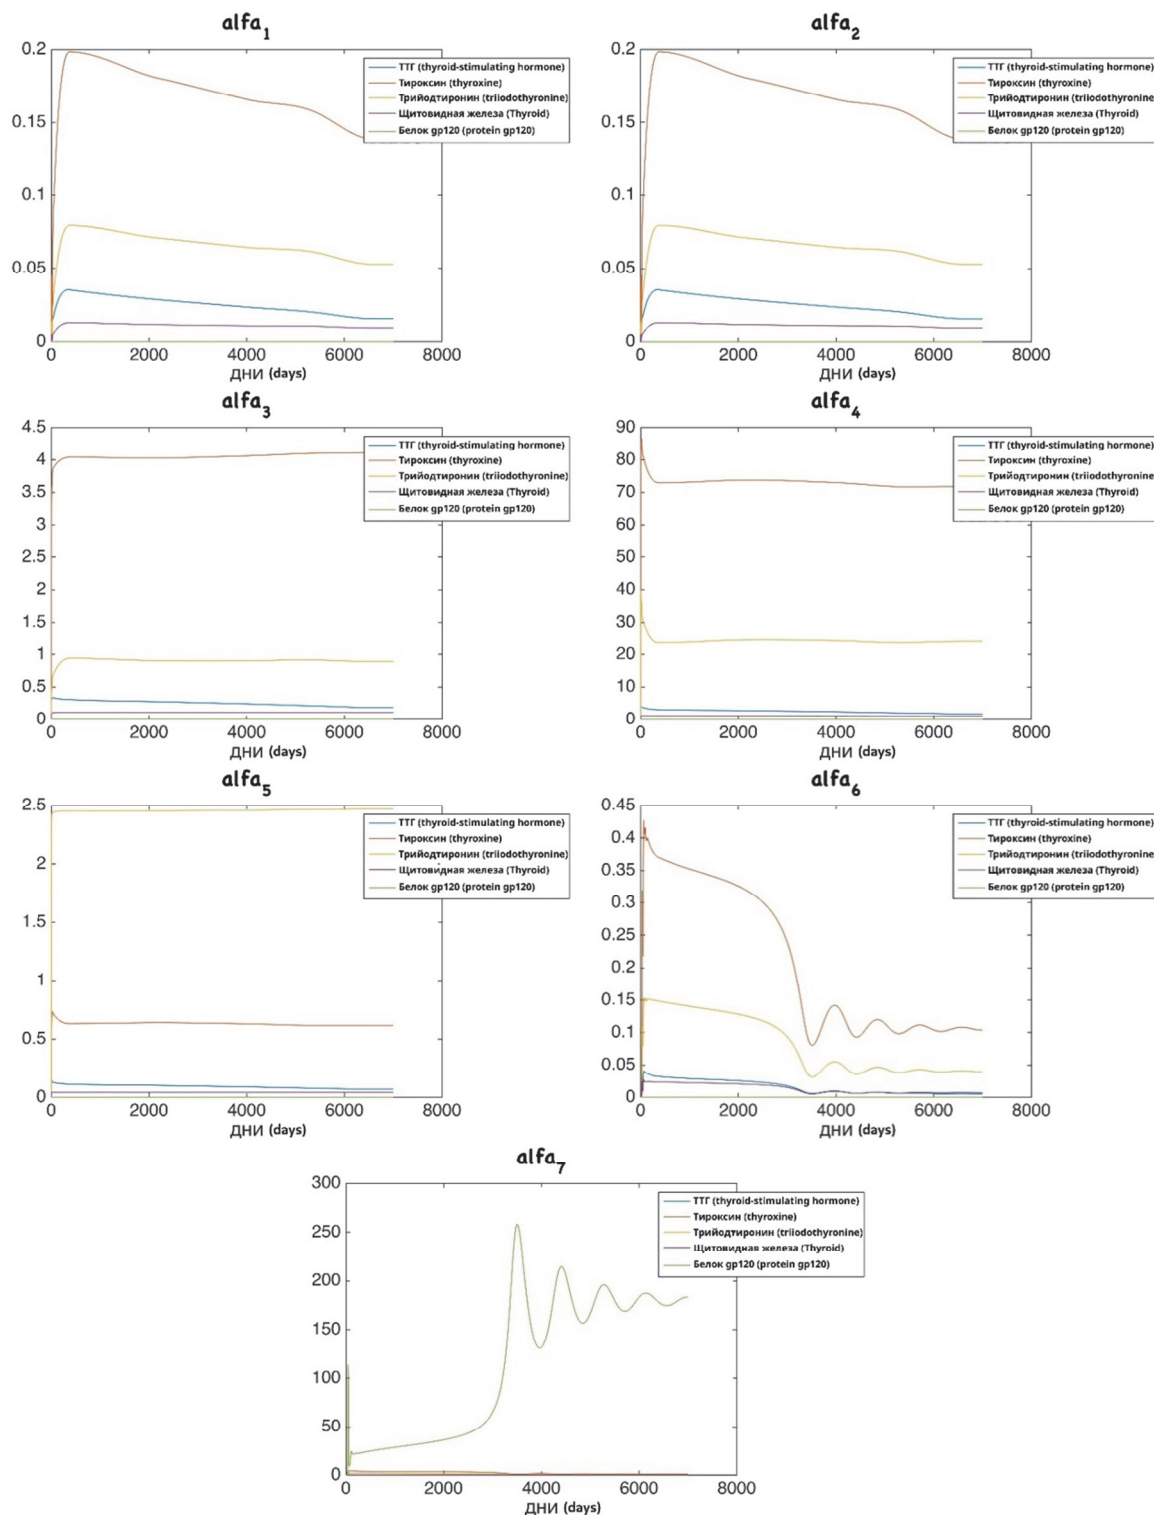 alfa1
alfa2
0.2
0.15
0.1
0.05
0
0 2000 4000 6000 8000
ДНИ (days)
ТТГ (thyroid-stimulating hormone)
Тироксин (thyroxine)
Трийодтиронин (triiodothyronine)
Щитовидная железа (Thyroid)
Белок gp120 (protein gp120)
0.2
0.15
0.1
0.05
0
0 2000 4000 6000 8000
ДНИ (days)
ТТГ (thyroid-stimulating hormone)
Тироксин (thyroxine)
Трийодтиронин (triiodothyronine)
Щитовидная железа (Thyroid)
Белок gp120 (protein gp120)
alfa3
alfa4
4.5
4
3.5
3
2.5
2
1.5
1
0.5
0
0 2000 4000 6000 8000
ДНИ (days)
ТТГ (thyroid-stimulating hormone)
Тироксин (thyroxine)
Трийодтиронин (triiodothyronine)
Щитовидная железа (Thyroid)
Белок gp120 (protein gp120)
90
80
70
60
50
40
30
20
10
0
0 2000 4000 6000 8000
ДНИ (days)
ТТГ (thyroid-stimulating hormone)
Тироксин (thyroxine)
Трийодтиронин (triiodothyronine)
Щитовидная железа (Thyroid)
Белок gp120 (protein gp120)
alfa5
alfa6
2.5
2
1.5
1
0.5
0
0 2000 4000 6000 8000
ДНИ (days)
ТТГ (thyroid-stimulating hormone)
Тироксин (thyroxine)
Трийодтиронин (triiodothyronine)
Щитовидная железа (Thyroid)
Белок gp120 (protein gp120)
0.45
0.4
0.35
0.3
0.25
0.2
0.15
0.1
0.05
0
0 2000 4000 6000 8000
ДНИ (days)
ТТГ (thyroid-stimulating hormone)
Тироксин (thyroxine)
Трийодтиронин (triiodothyronine)
Щитовидная железа (Thyroid)
Белок gp120 (protein gp120)
alfa7
300
250
200
150
100
50
0
0 2000 4000 6000 8000
ДНИ (days)
ТТГ (thyroid-stimulating hormone)
Тироксин (thyroxine)
Трийодтиронин (triiodothyronine)
Щитовидная железа (Thyroid)
Белок gp120 (protein gp120)